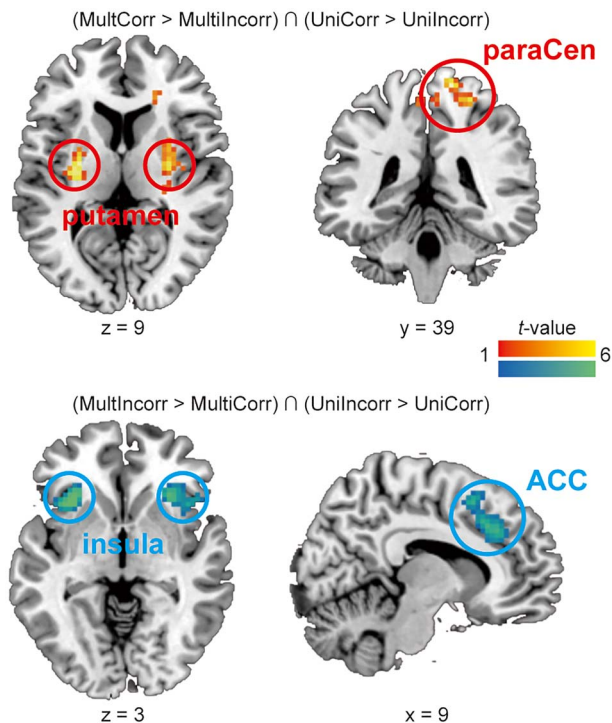 (MultCorr > MultiIncorr) ∩ (UniCorr > UniIncorr)
paraCen
putamen
z = 9
y = 39
t-value
1
6
(MultIncorr > MultiCorr) ∩ (UniIncorr > UniCorr)
ACC
insula
z = 3
x = 9